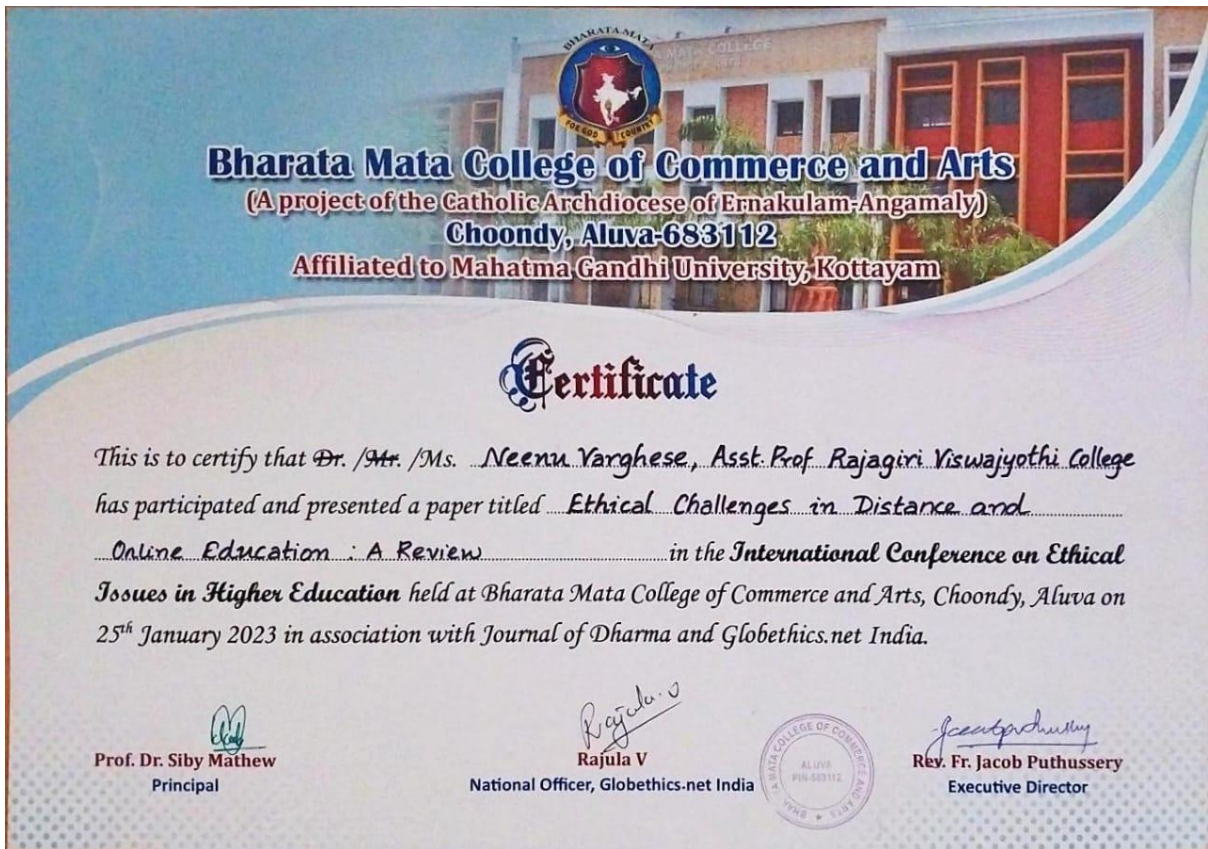 BHARATA MATA
FOR GOD COUNTRY
MATA COLLEGE
Bharata Mata College of Commerce and Arts
(A project of the Catholic Archdiocese of Ernakulam-Angamaly)
Choondy, Aluva-683112
Affiliated to Mahatma Gandhi University, Kottayam
Certificate
This is to certify that Dr. /Mr. /Ms. Neenu Varghese, Asst. Prof Rajagiri Viswajyothi College
has participated and presented a paper titled Ethical Challenges in Distance and
Online Education : A Review in the International Conference on Ethical
Issues in Higher Education held at Bharata Mata College of Commerce and Arts, Choondy, Aluva on
25th January 2023 in association with Journal of Dharma and Globethics.net India.
Rajula.V
Prof. Dr. Siby Mathew
Principal
Rajula V
National Officer, Globethics.net India
BHARATA MATA COLLEGE OF COMMERCE AND ARTS
ALUVA
PIN-683112
Rev. Fr. Jacob Puthussery
Executive Director